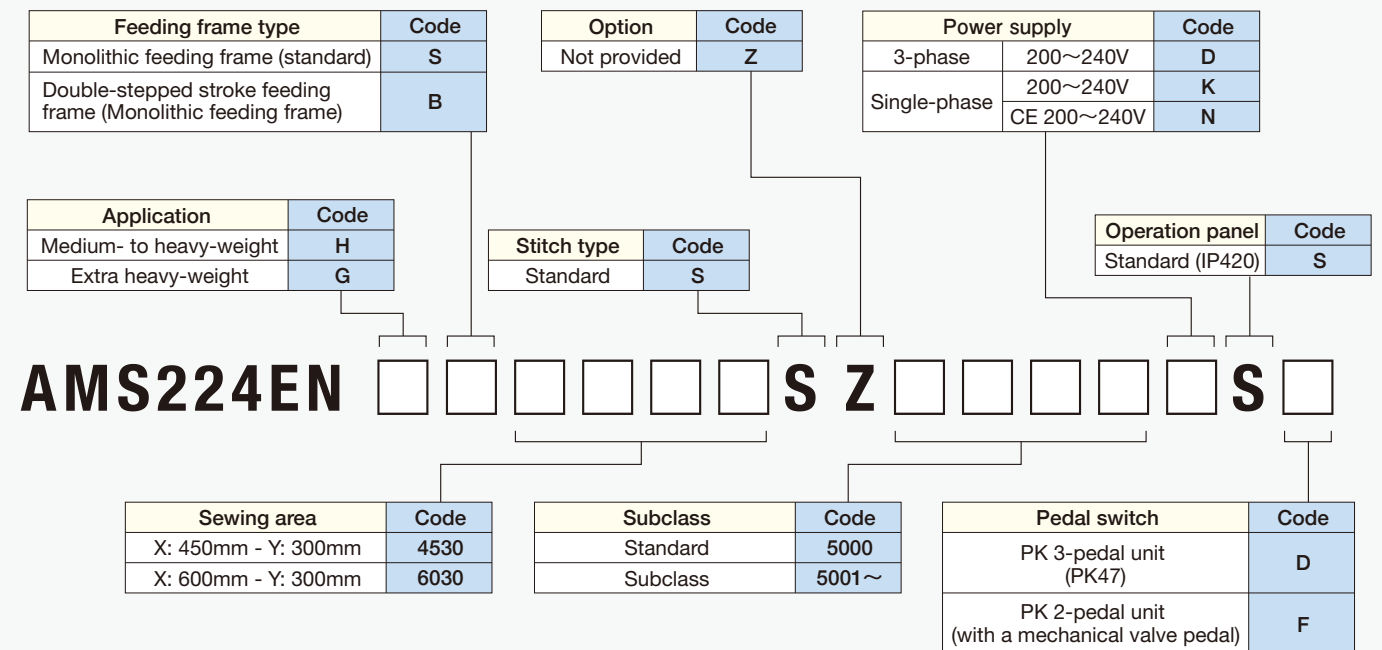 Feeding frame type Code
Monolithic feeding frame (standard) S
Double-stepped stroke feeding
frame (Monolithic feeding frame) B
Option Code
Not provided Z
Power supply Code
3-phase 200～240V D
Single-phase 200～240V K
CE 200～240V N
Application Code
Medium- to heavy-weight H
Extra heavy-weight G
Stitch type Code
Standard S
Operation panel Code
Standard (IP420) S
AMS224EN □□□□□□SZ□□□□□S□
Sewing area Code
X: 450mm - Y: 300mm 4530
X: 600mm - Y: 300mm 6030
Subclass Code
Standard 5000
Subclass 5001～
Pedal switch Code
PK 3-pedal unit
(PK47) D
PK 2-pedal unit
(with a mechanical valve pedal) F